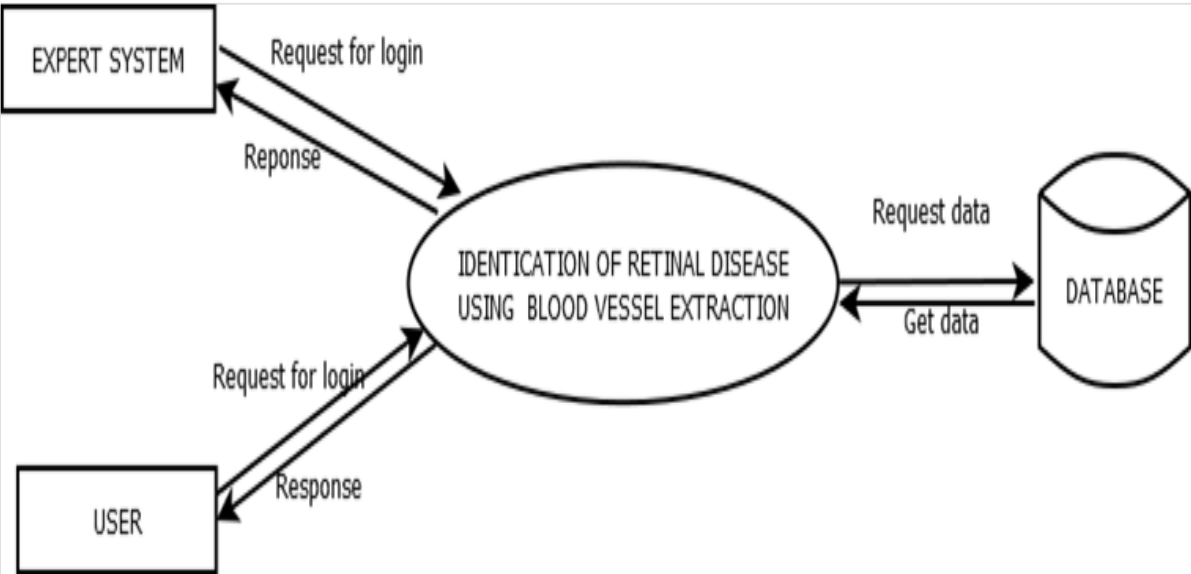 EXPERT SYSTEM
Request for login
Reponse
IDENTICATION OF RETINAL DISEASE
USING BLOOD VESSEL EXTRACTION
Request data
Get data
DATABASE
Request for login
Response
USER